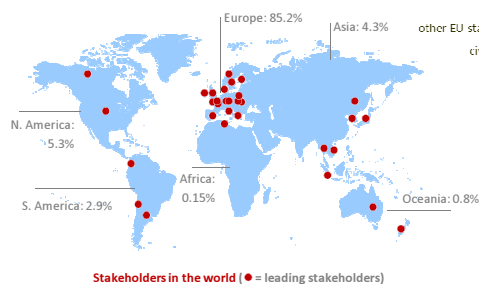 Europe: 85.2%
Asia: 4.3%
other EU sta
ci
N. America:
5.3%
Africa:
0.15%
S. America: 2.9%
Oceania: 0.8%
Stakeholders in the world (● = leading stakeholders)